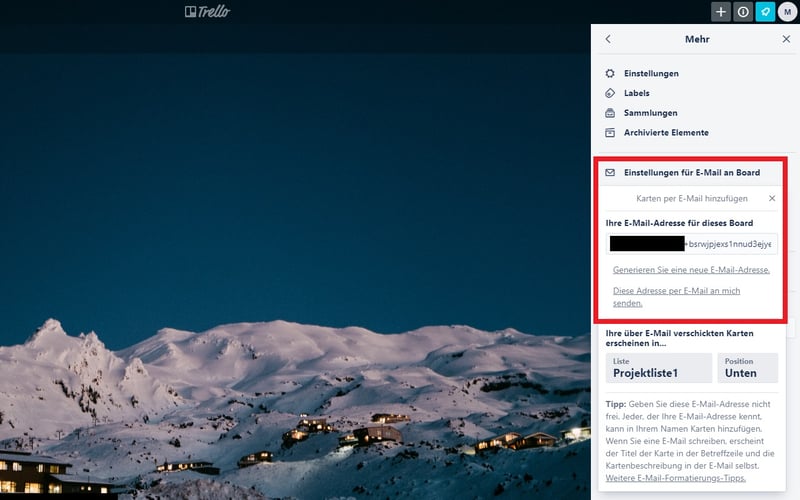 Trello
M
Mehr
Einstellungen
Labels
Sammlungen
Archivierte Elemente
Einstellungen für E-Mail an Board
Karten per E-Mail hinzufügen
Ihre E-Mail-Adresse für dieses Board
+bsrwjpjexs1nnud3ejye
Generieren Sie eine neue E-Mail-Adresse.
Diese Adresse per E-Mail an mich
senden.
Ihre über E-Mail verschickten Karten
erscheinen in...
Liste
Projektliste1
Position
Unten
Tipp: Geben Sie diese E-Mail-Adresse nicht
frei. Jeder, der Ihre E-Mail-Adresse kennt,
kann in Ihrem Namen Karten hinzufügen.
Wenn Sie eine E-Mail schreiben, erscheint
der Titel der Karte in der Betreffzeile und die
Kartenbeschreibung in der E-Mail selbst.
Weitere E-Mail-Formatierungs-Tipps.